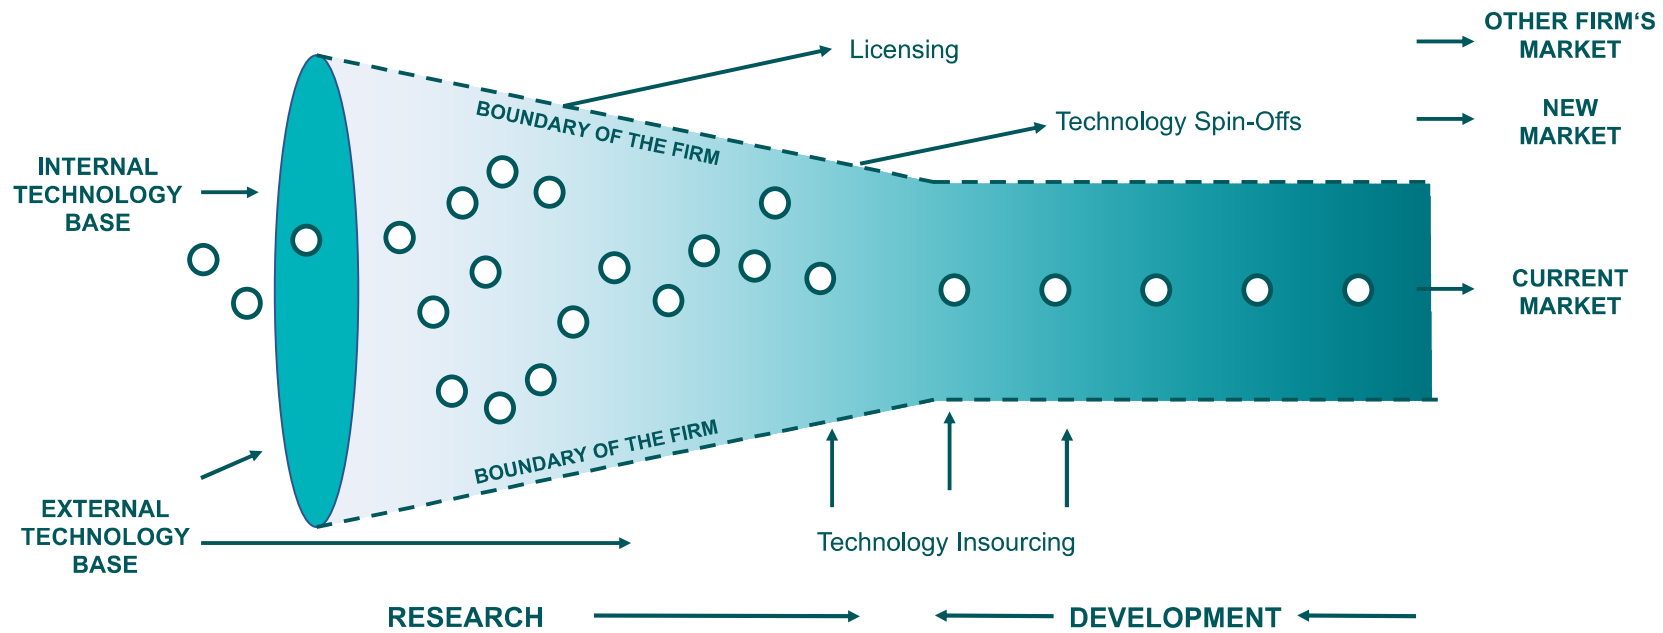 OTHER FIRM‘S
MARKET
Licensing
NEW
MARKET
BOUNDARY OF THE FIRM
Technology Spin-Offs
INTERNAL
TECHNOLOGY
BASE
CURRENT
MARKET
BOUNDARY OF THE FIRM
EXTERNAL
TECHNOLOGY
BASE
Technology Insourcing
RESEARCH
DEVELOPMENT